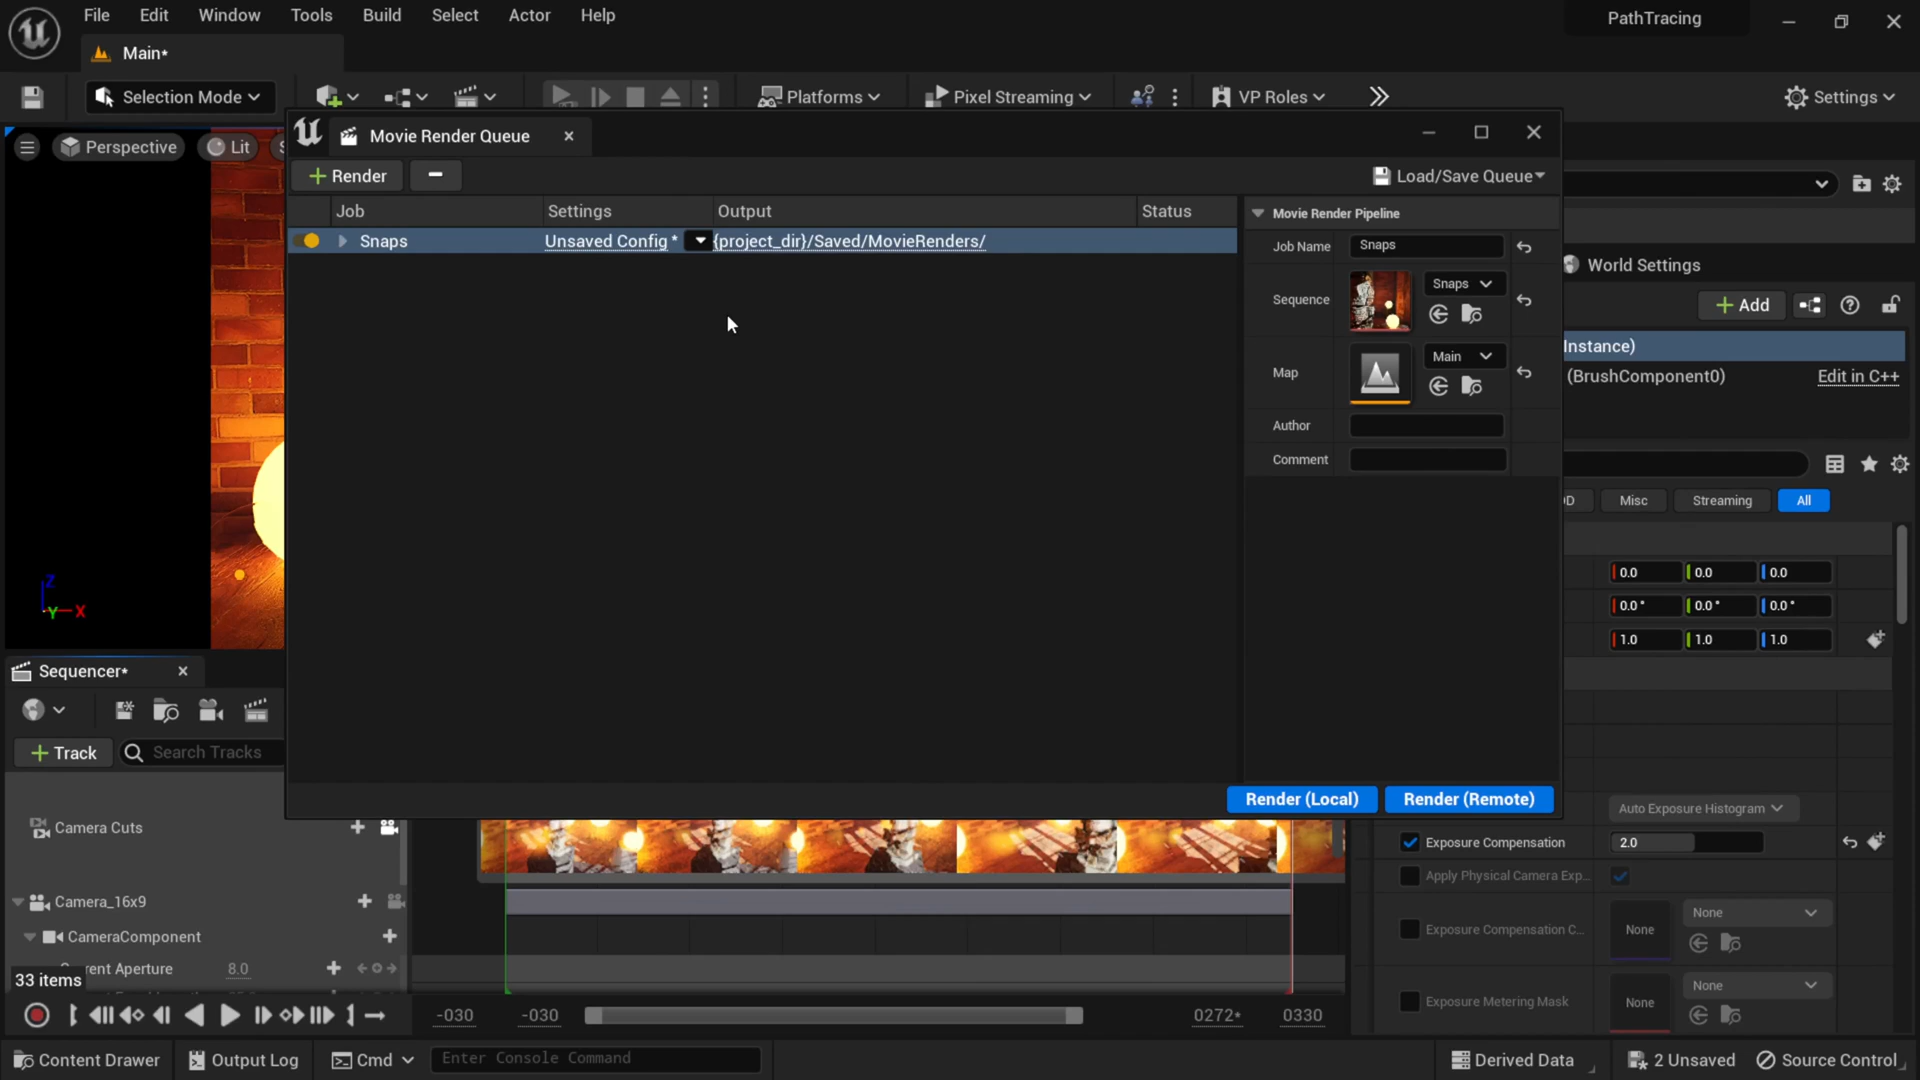 File Edit Window Tools Build Select Actor Help
PathTracing
Main*
Selection Mode
Platforms
Pixel Streaming
VP Roles
Settings
Perspective
Lit
Movie Render Queue
Render
Load/Save Queue
Job Settings Output Status
Snaps Unsaved Config * {project_dir}/Saved/MovieRenders/
Movie Render Pipeline
Job Name Snaps
Sequence Snaps
Map Main
Author
Comment
Render (Local) Render (Remote)
World Settings
Add
Instance)
(BrushComponent0) Edit in C++
Misc Streaming All
0.0 0.0 0.0
0.0° 0.0° 0.0°
1.0 1.0 1.0
Auto Exposure Histogram
Exposure Compensation 2.0
Apply Physical Camera Exp...
Exposure Compensation C... None None
Exposure Metering Mask None None
Sequencer*
Track Search Tracks
Camera Cuts
Camera_16x9
CameraComponent
rent Aperture 8.0
33 items
-030 -030 0272* 0330
Z
Y X
Content Drawer Output Log Cmd Enter Console Command
Derived Data 2 Unsaved Source Control